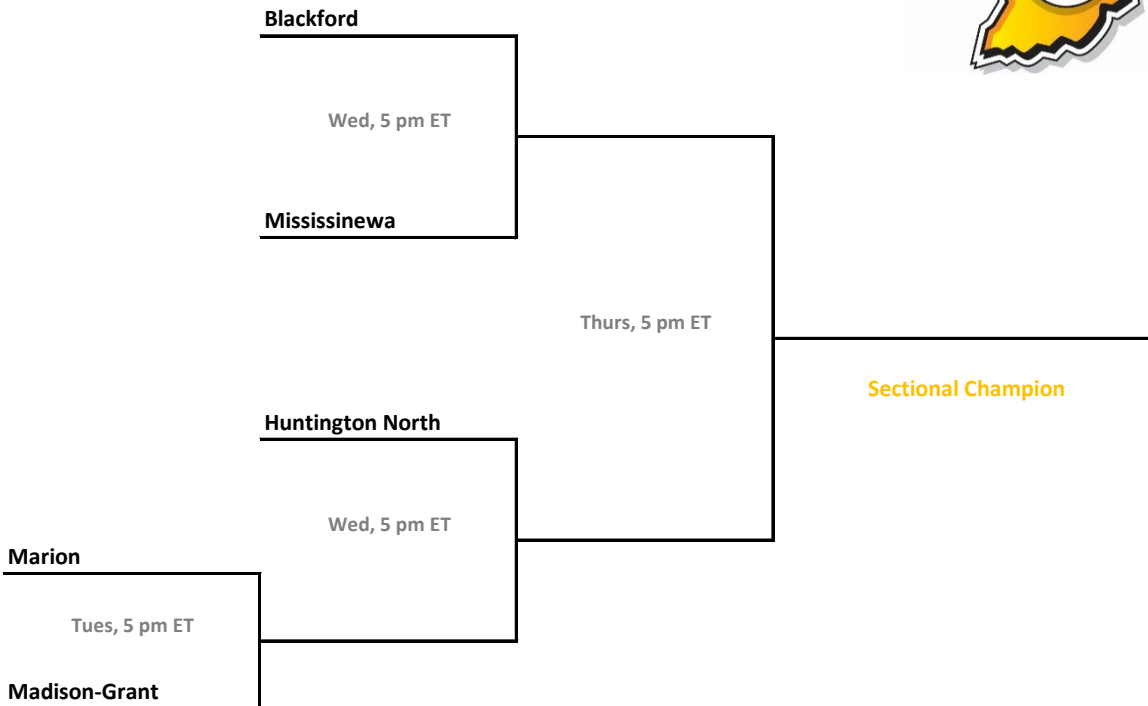 Blackford
Wed, 5 pm ET
Mississinewa
Thurs, 5 pm ET
Sectional Champion
Huntington North
Wed, 5 pm ET
Marion
Tues, 5 pm ET
Madison-Grant